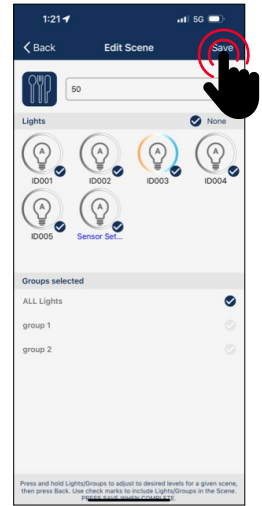 1:21 5G
Back Edit Scene Save
50
Lights None
A A A A
ID001 ID002 ID003 ID004
A A
ID005 Sensor Set...
Groups selected
ALL Lights
group 1
group 2
Press and hold Lights/Groups to adjust to desired levels for a given scene,
then press Back. Use check marks to include Lights/Groups in the Scene.
PRESS SAVE WHEN COMPLETE.